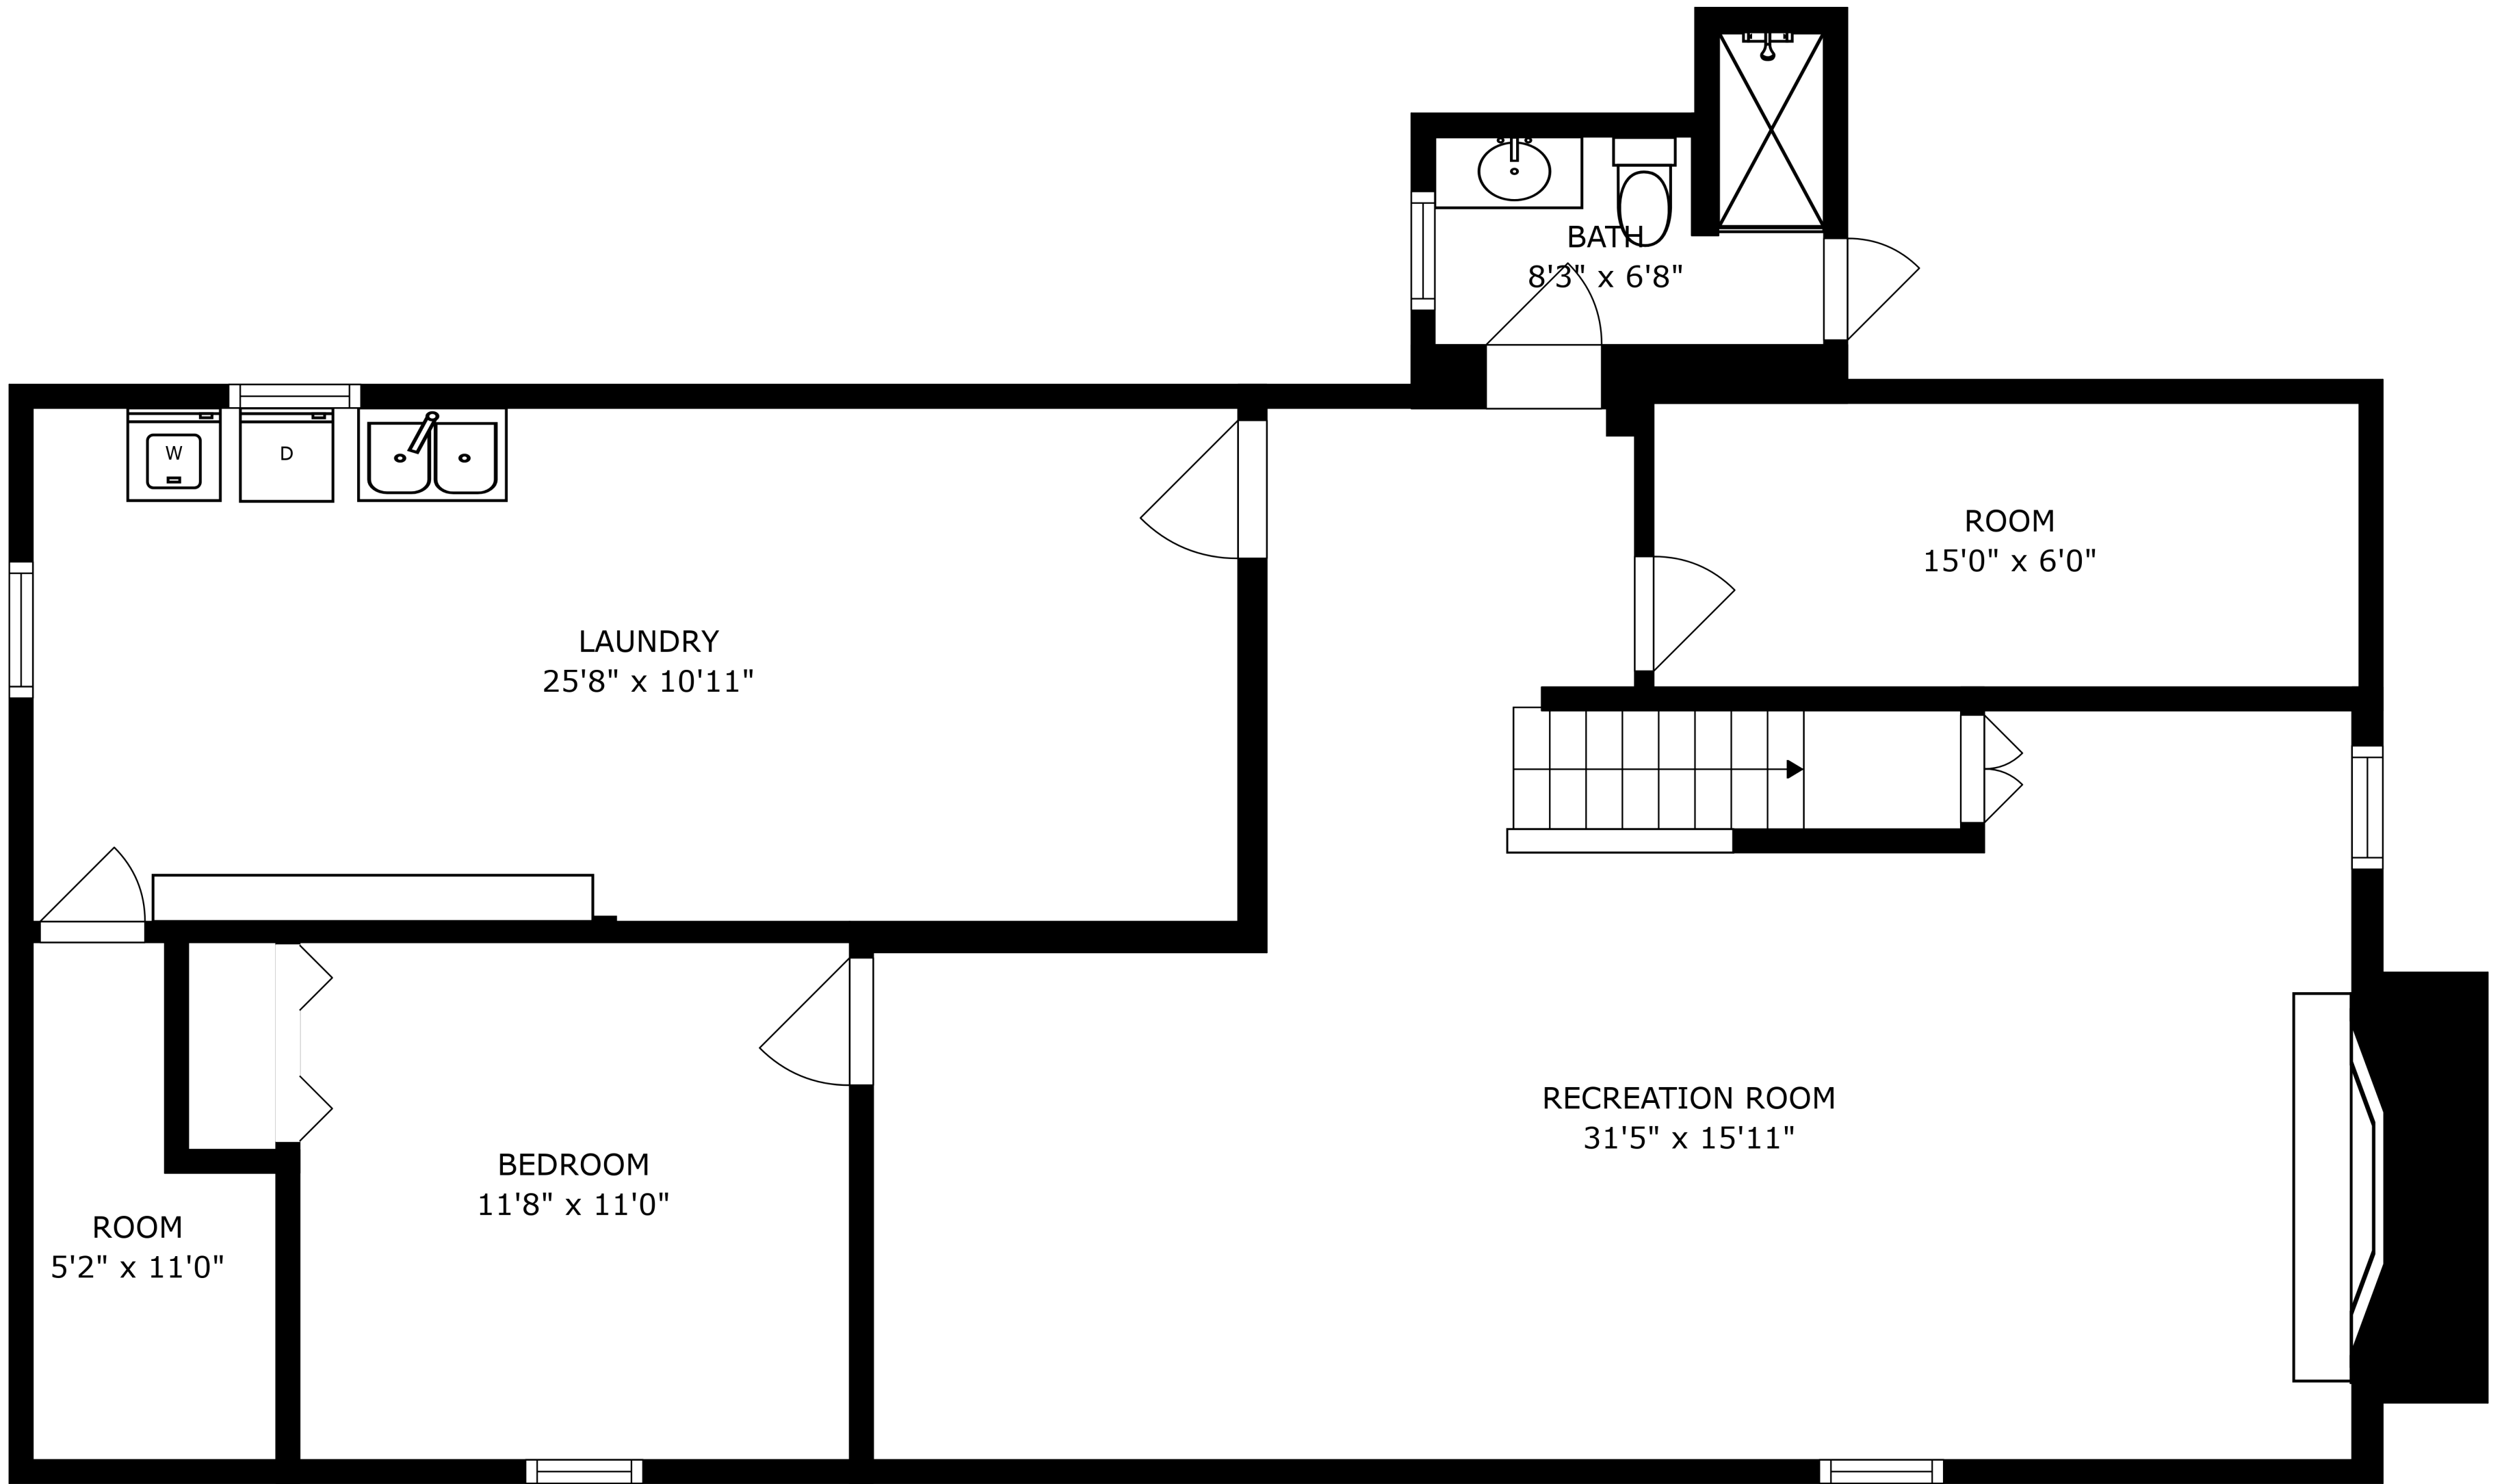 BATH
8'3" x 6'8"
W
D
ROOM
15'0" x 6'0"
LAUNDRY
25'8" x 10'11"
RECREATION ROOM
31'5" x 15'11"
BEDROOM
11'8" x 11'0"
ROOM
5'2" x 11'0"